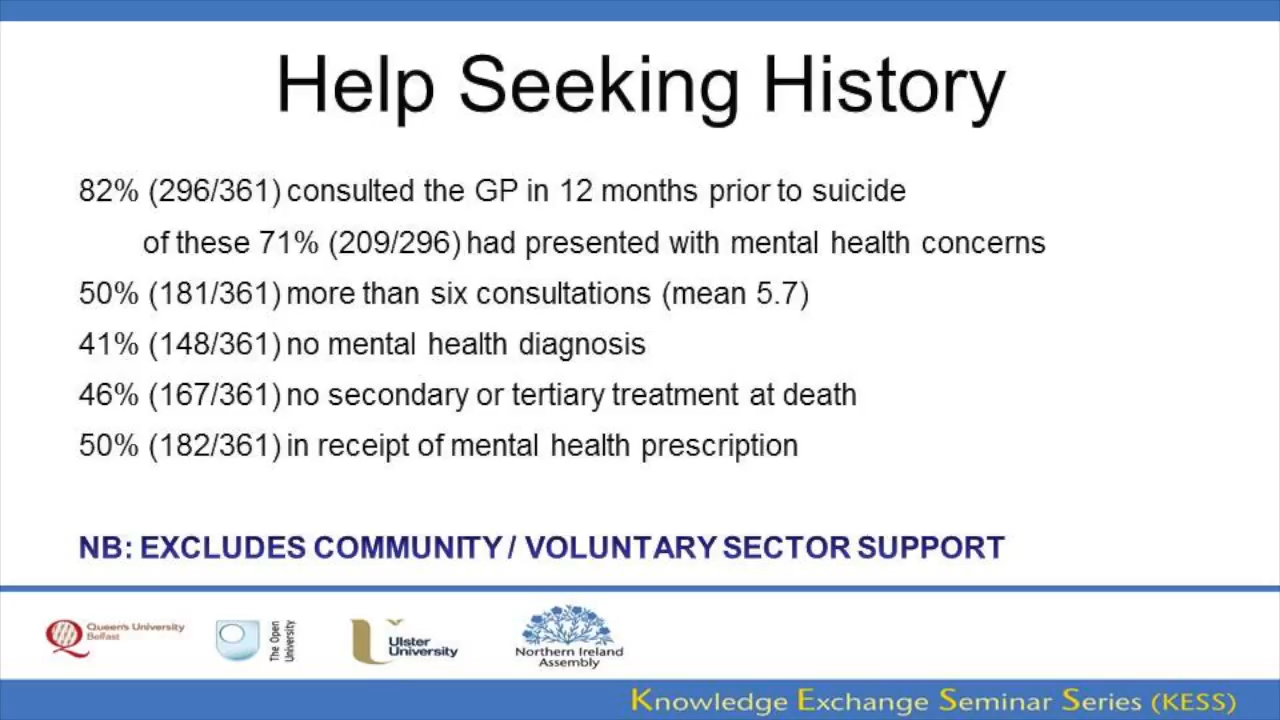 Help Seeking History
82% (296/361) consulted the GP in 12 months prior to suicide
of these 71% (209/296) had presented with mental health concerns
50% (181/361) more than six consultations (mean 5.7)
41% (148/361) no mental health diagnosis
46% (167/361) no secondary or tertiary treatment at death
50% (182/361) in receipt of mental health prescription
NB: EXCLUDES COMMUNITY / VOLUNTARY SECTOR SUPPORT
Queen's University
Belfast
The Open
University
Ulster
University
Northern Ireland
Assembly
Knowledge Exchange Seminar Series (KESS)